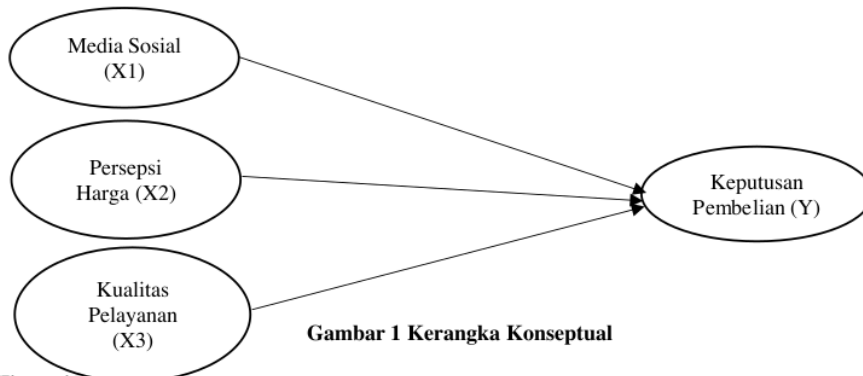 Media Sosial
(X1)
Persepsi
Harga (X2)
Keputusan
Pembelian (Y)
Kualitas
Pelayanan
(X3)
Gambar 1 Kerangka Konseptual